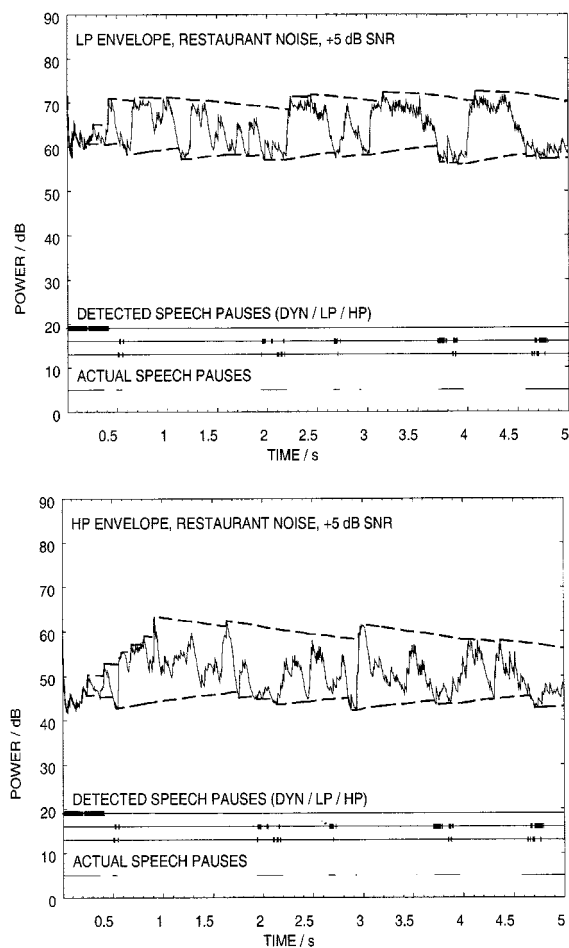 90
LP ENVELOPE, RESTAURANT NOISE, +5 dB SNR
80
70
60
50
40
30
POWER / dB
DETECTED SPEECH PAUSES (DYN / LP / HP)
20
10
ACTUAL SPEECH PAUSES
0
0.5 1 1.5 2 2.5 3 3.5 4 4.5 5
TIME / s
90
HP ENVELOPE, RESTAURANT NOISE, +5 dB SNR
80
70
60
50
40
30
POWER / dB
DETECTED SPEECH PAUSES (DYN / LP / HP)
20
10
ACTUAL SPEECH PAUSES
0
0.5 1 1.5 2 2.5 3 3.5 4 4.5 5
TIME / s